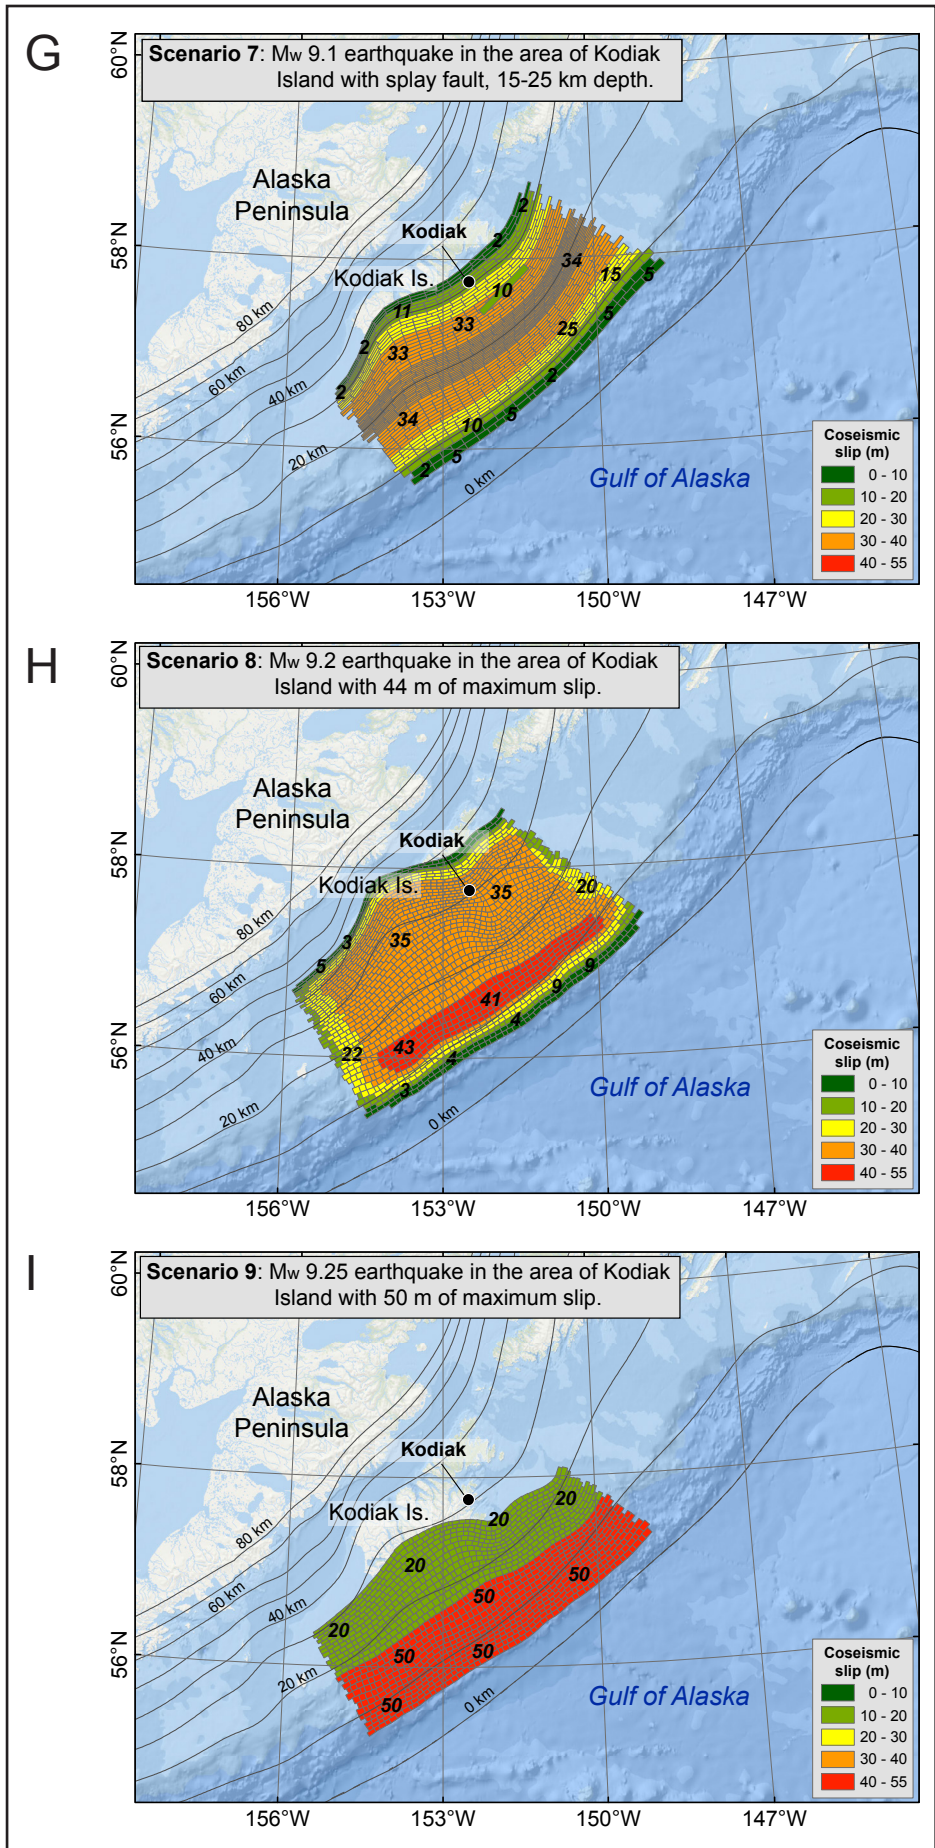 G
Scenario 7: Mw 9.1 earthquake in the area of Kodiak
Island with splay fault, 15-25 km depth.
60°N
58°N
56°N
Alaska
Peninsula
Kodiak
Kodiak Is.
80 km
60 km
40 km
20 km
0 km
2
2
11
2
2
33
33
10
34
34
15
25
5
5
2
5
10
5
2
Gulf of Alaska
Coseismic
slip (m)
0 - 10
10 - 20
20 - 30
30 - 40
40 - 55
156°W
153°W
150°W
147°W
H
Scenario 8: Mw 9.2 earthquake in the area of Kodiak
Island with 44 m of maximum slip.
60°N
58°N
56°N
Alaska
Peninsula
Kodiak
Kodiak Is.
80 km
60 km
40 km
20 km
0 km
20
35
35
3
5
9
9
41
4
43
4
22
3
Gulf of Alaska
Coseismic
slip (m)
0 - 10
10 - 20
20 - 30
30 - 40
40 - 55
156°W
153°W
150°W
147°W
I
Scenario 9: Mw 9.25 earthquake in the area of Kodiak
Island with 50 m of maximum slip.
60°N
58°N
56°N
Alaska
Peninsula
Kodiak
Kodiak Is.
80 km
60 km
40 km
20 km
0 km
20
20
20
20
50
50
50
50
50
Gulf of Alaska
Coseismic
slip (m)
0 - 10
10 - 20
20 - 30
30 - 40
40 - 55
156°W
153°W
150°W
147°W